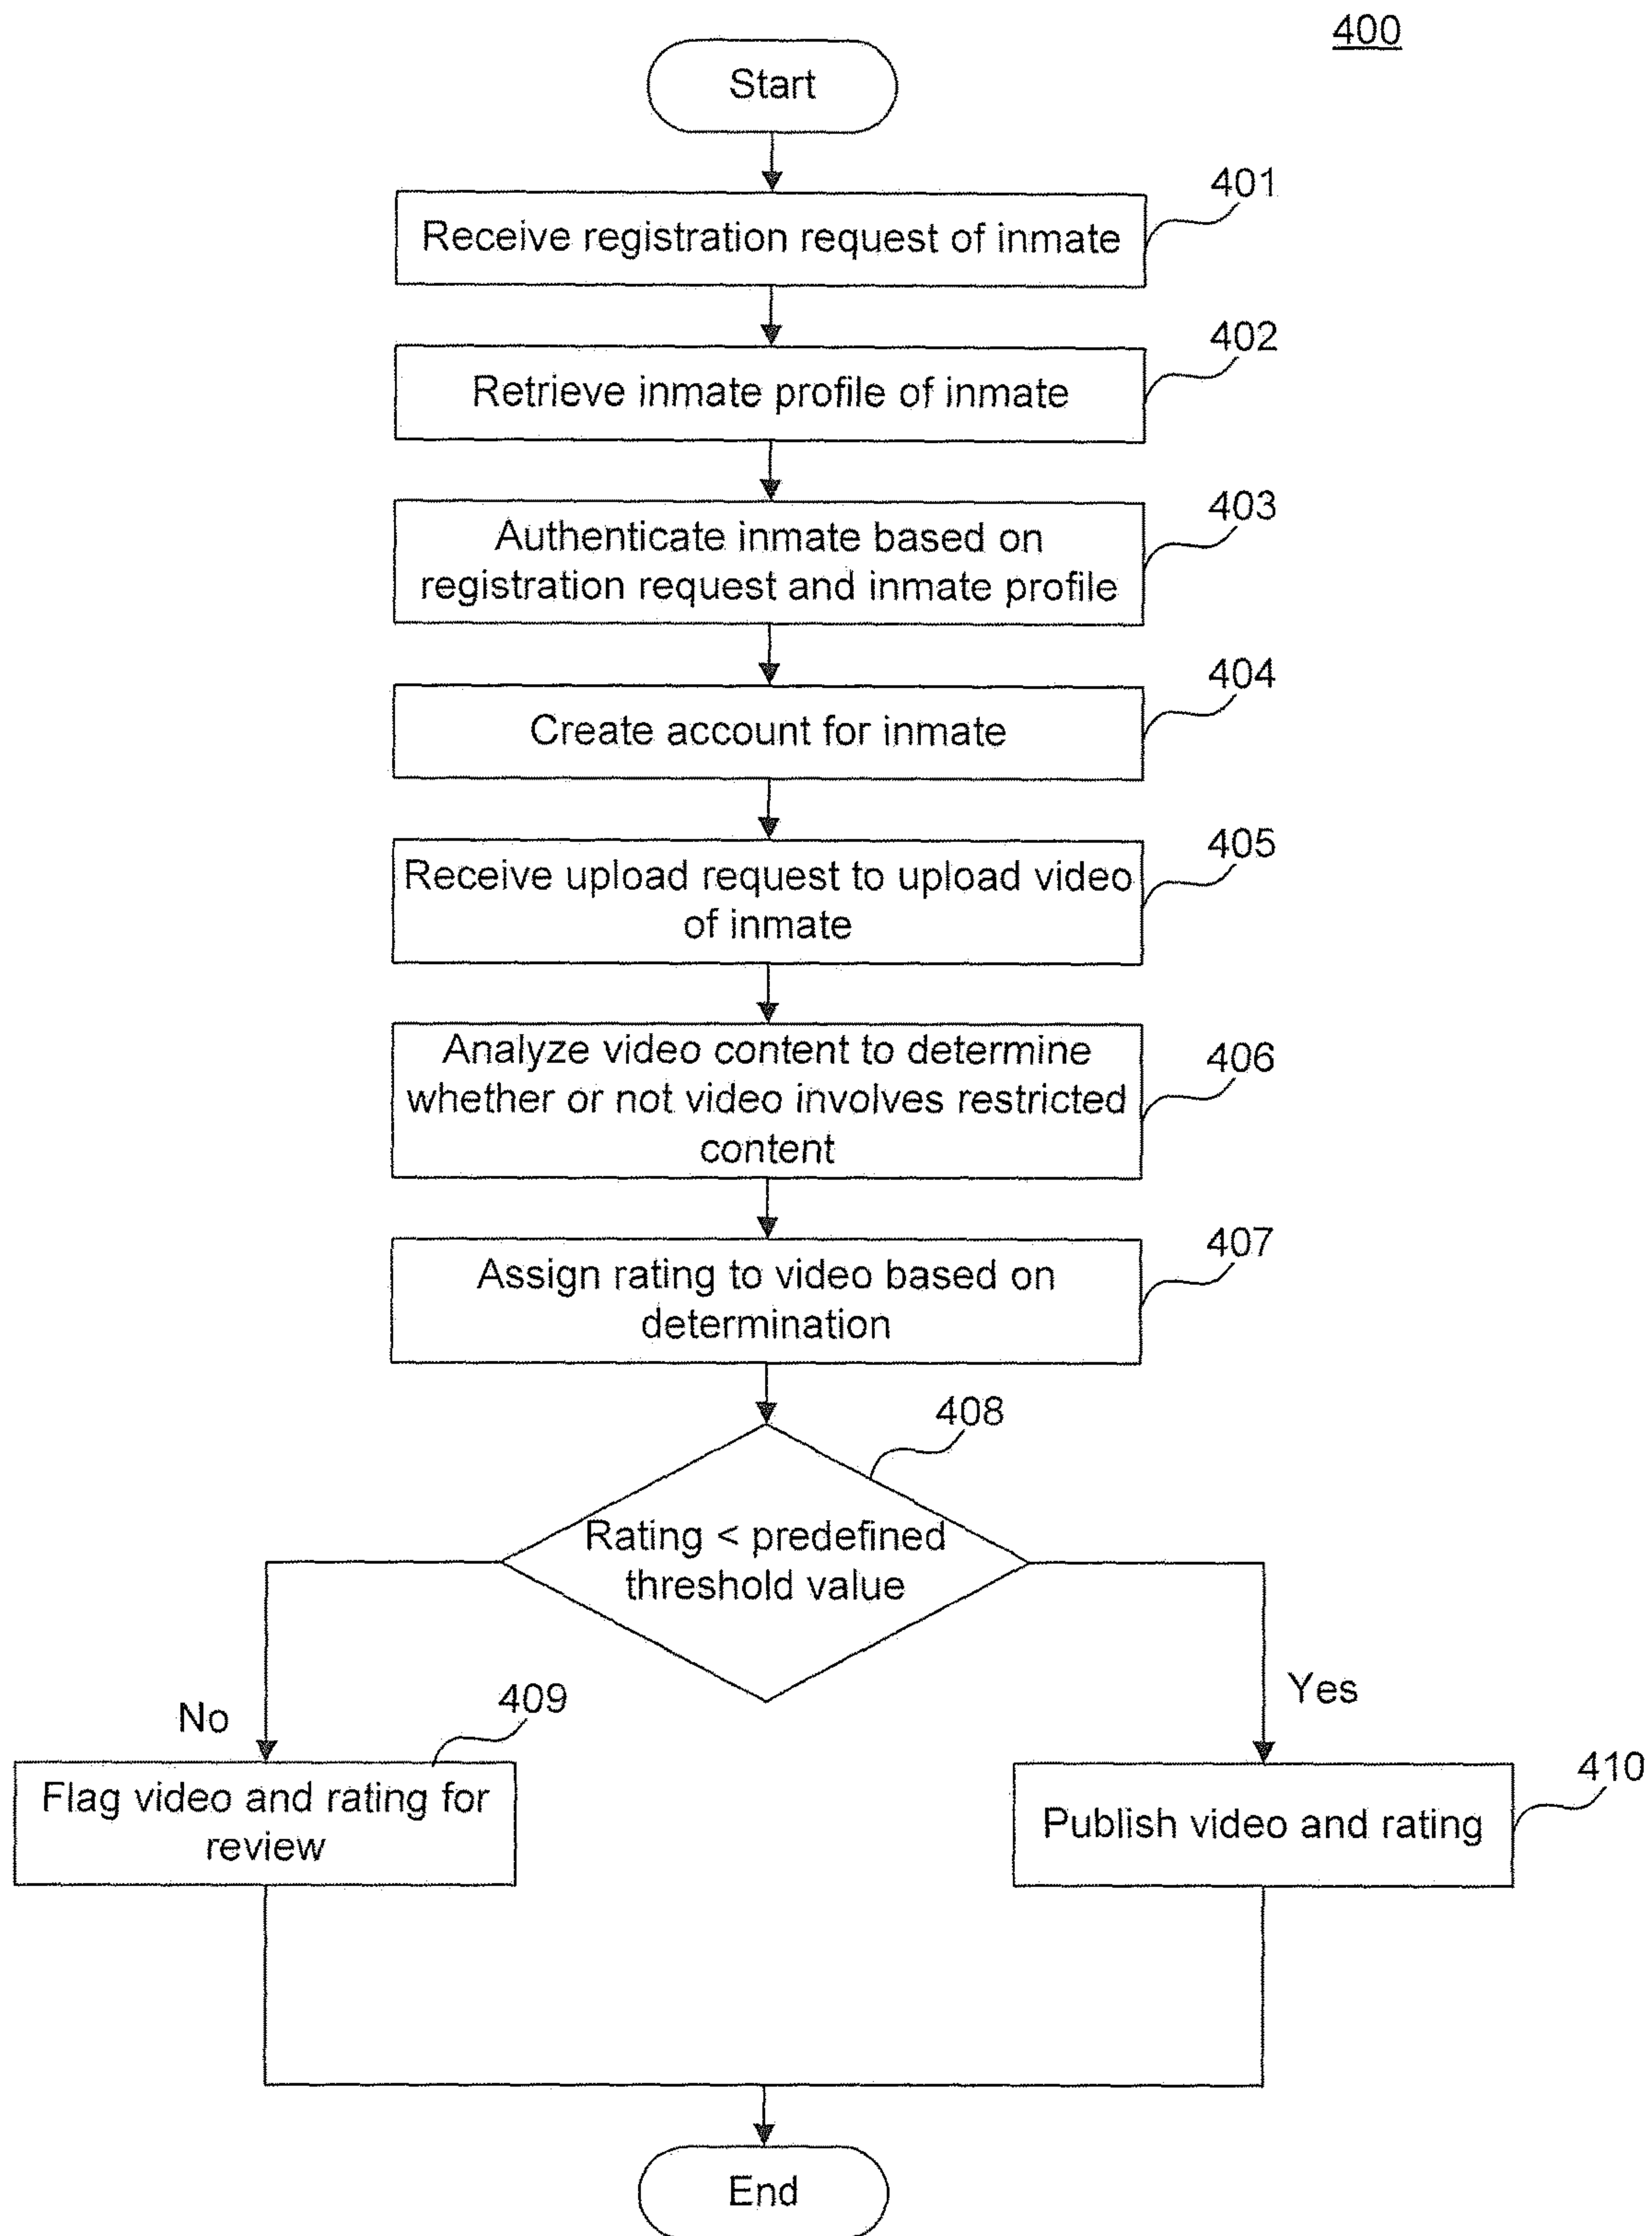 400
Start
401
Receive registration request of inmate
402
Retrieve inmate profile of inmate
403
Authenticate inmate based on
registration request and inmate profile
404
Create account for inmate
405
Receive upload request to upload video
of inmate
406
Analyze video content to determine
whether or not video involves restricted
content
407
Assign rating to video based on
determination
408
Rating < predefined
threshold value
No
Yes
409
Flag video and rating for
review
410
Publish video and rating
End